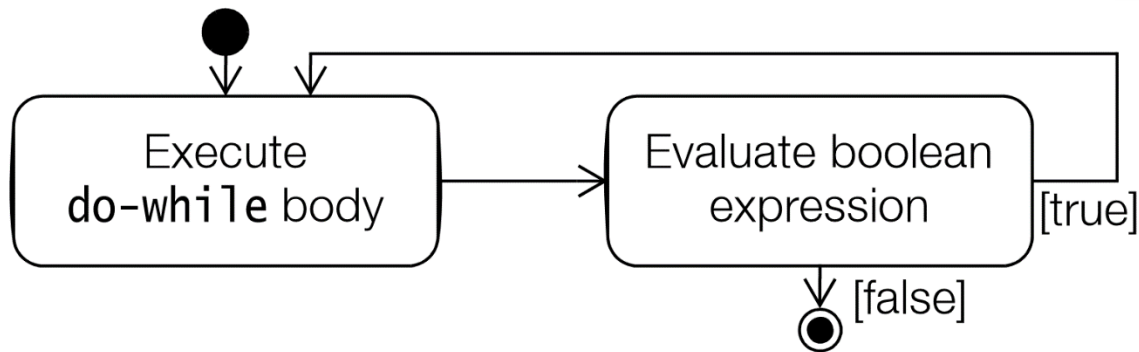 Execute
do-while body
Evaluate boolean
expression
[true]
[false]